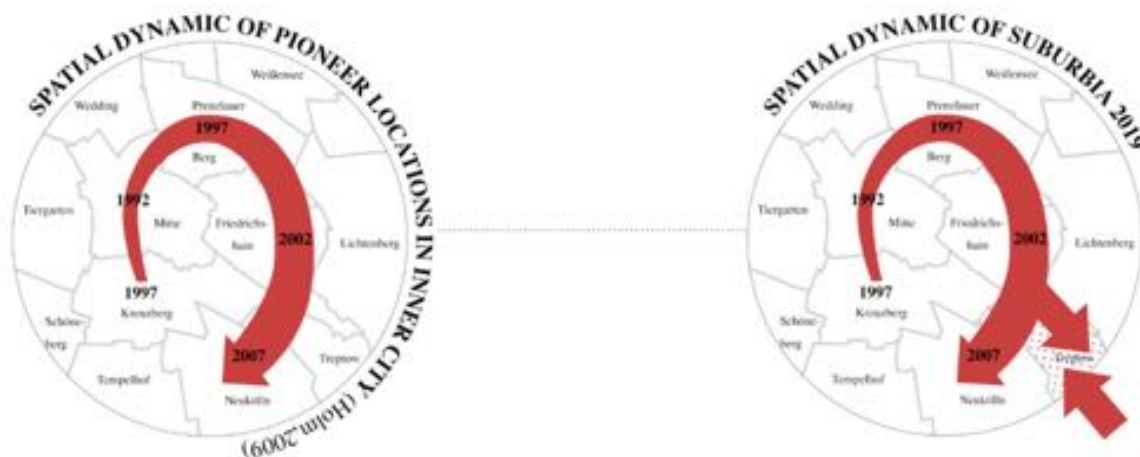 SPATIAL DYNAMIC OF PIONEER LOCATIONS IN INNER CITY (Holm,2009)
Weißensee
Wedding
Prenzlauer
1997
Berg
1992
Tiergarten
Mitte
Friedrichs-
hain
2002
Lichtenberg
1997
Kreuzberg
Schöne-
berg
2007
Treptow
Tempelhof
Neukölln
SPATIAL DYNAMIC OF SUBURBIA 2019
Weißensee
Wedding
Prenzlauer
1997
Berg
1992
Tiergarten
Mitte
Friedrichs-
hain
2002
Lichtenberg
1997
Kreuzberg
Schöne-
berg
2007
Treptow
Tempelhof
Neukölln